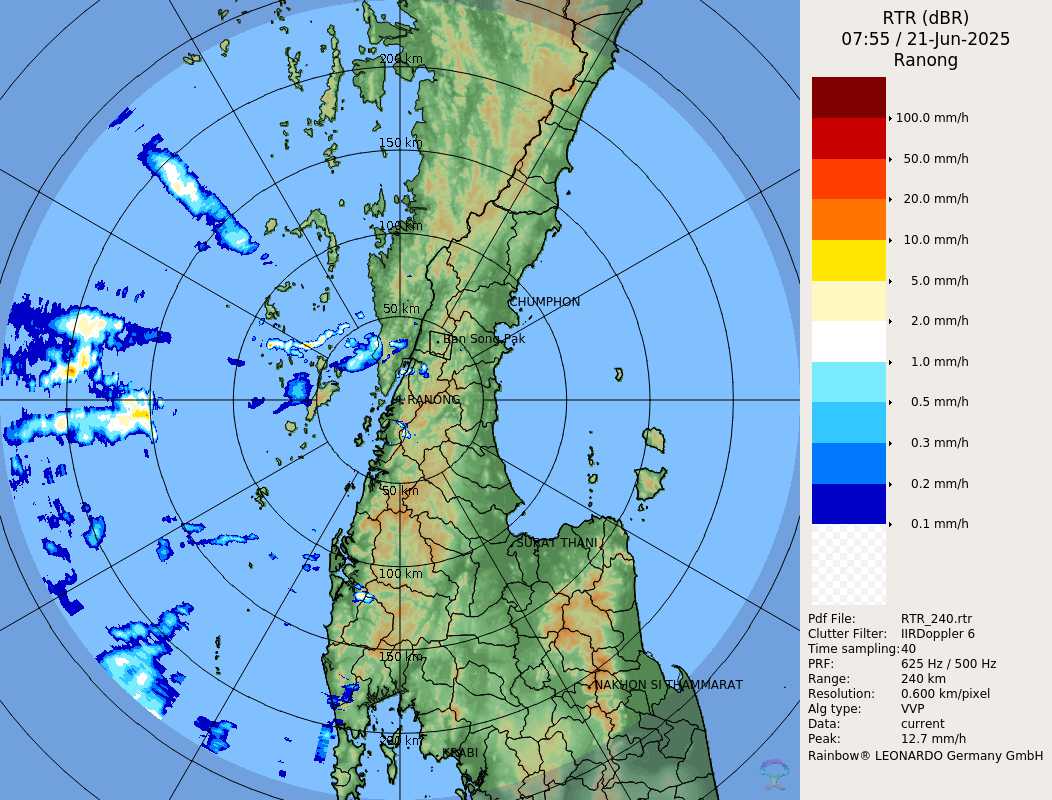 RTR (dBR)
07:55 / 21-Jun-2025
Ranong
100.0 mm/h
50.0 mm/h
20.0 mm/h
10.0 mm/h
5.0 mm/h
2.0 mm/h
1.0 mm/h
0.5 mm/h
0.3 mm/h
0.2 mm/h
0.1 mm/h
Pdf File: RTR_240.rtr
Clutter Filter: IIRDoppler 6
Time sampling:40
PRF: 625 Hz / 500 Hz
Range: 240 km
Resolution: 0.600 km/pixel
Alg type: VVP
Data: current
Peak: 12.7 mm/h
Rainbow® LEONARDO Germany GmbH
200 km
150 km
100 km
50 km
CHUMPHON
Ban Song Pak
RANONG
50 km
SURAT THANI
100 km
150 km
NAKHON SI THAMMARAT
200 km
KRABI